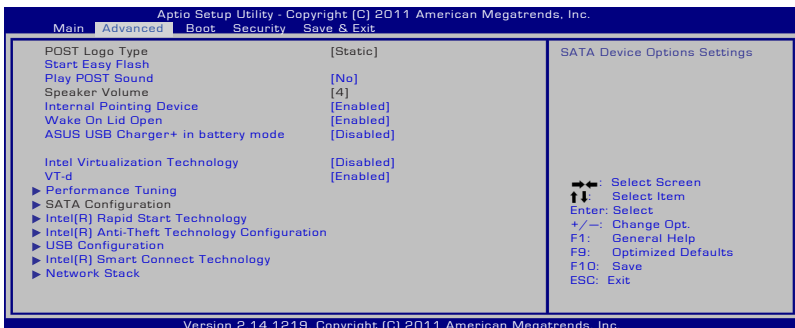 Aptio Setup Utility - Copyright (C) 2011 American Megatrends, Inc.
Main Advanced Boot Security Save & Exit
POST Logo Type [Static]
Start Easy Flash
Play POST Sound [No]
Speaker Volume [4]
Internal Pointing Device [Enabled]
Wake On Lid Open [Enabled]
ASUS USB Charger+ in battery mode [Disabled]
Intel Virtualization Technology [Disabled]
VT-d [Enabled]
▶ Performance Tuning
▶ SATA Configuration
▶ Intel(R) Rapid Start Technology
▶ Intel(R) Anti-Theft Technology Configuration
▶ USB Configuration
▶ Intel(R) Smart Connect Technology
▶ Network Stack
SATA Device Options Settings
→←: Select Screen
↑↓: Select Item
Enter: Select
+/—: Change Opt.
F1: General Help
F9: Optimized Defaults
F10: Save
ESC: Exit
Version 2.14.1219. Copyright (C) 2011 American Megatrends, Inc.